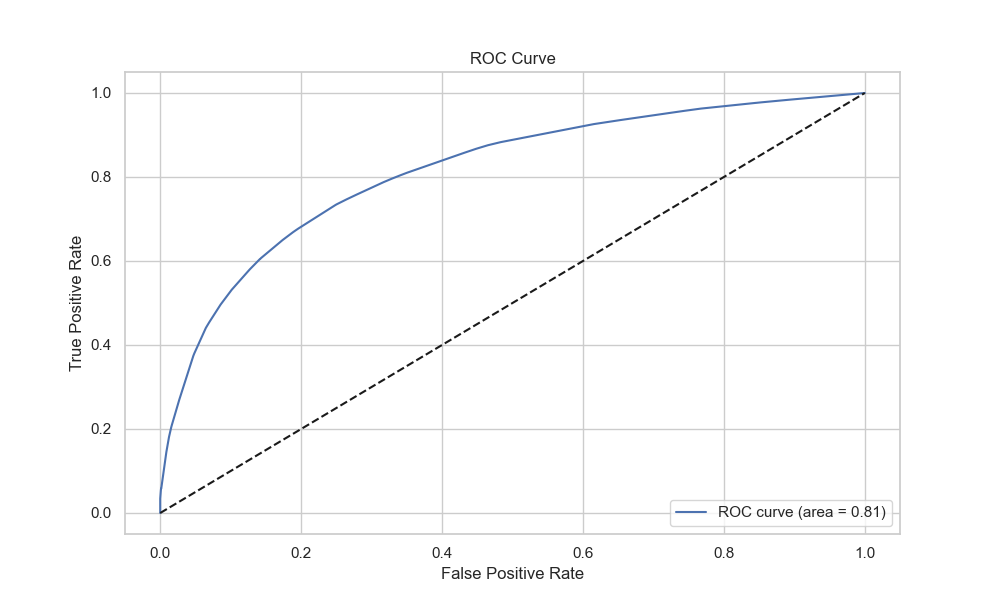 ROC Curve
True Positive Rate
1.0
0.8
0.6
0.4
0.2
0.0
ROC curve (area = 0.81)
0.0 0.2 0.4 0.6 0.8 1.0
False Positive Rate